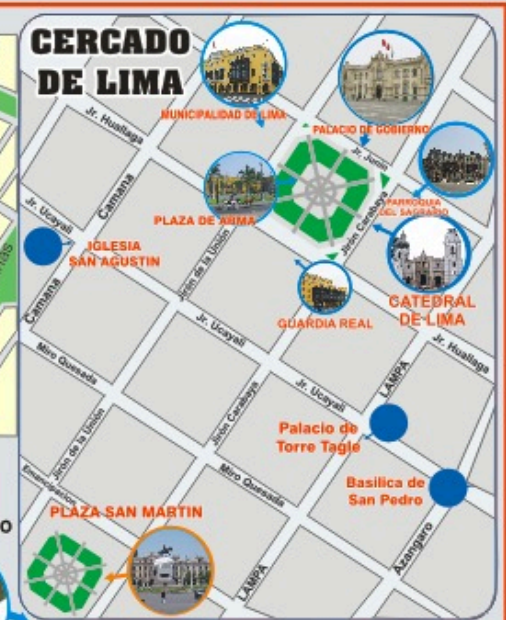 CERCADO
DE LIMA
MUNICIPALIDAD DE LIMA
PALACIO DE GOBIERNO
Jr. Huallaga
Jr. Junin
PARROQUIA
DEL SAGRARIO
Camana
PLAZA DE ARMA
Jirón Carabaya
Jr. Ucayali
IGLESIA
SAN AGUSTIN
Jirón de la Unión
GUARDIA REAL
CATEDRAL
DE LIMA
Camana
Jr. Ucayali
Jr. Huallaga
Miro Quesada
LAMPA
Jirón Carabaya
Jr. Ucayali
Jirón de la Unión
Palacio de
Torre Tagle
Miro Quesada
Basilica de
San Pedro
Emancipacion
PLAZA SAN MARTIN
Azangaro
LAMPA